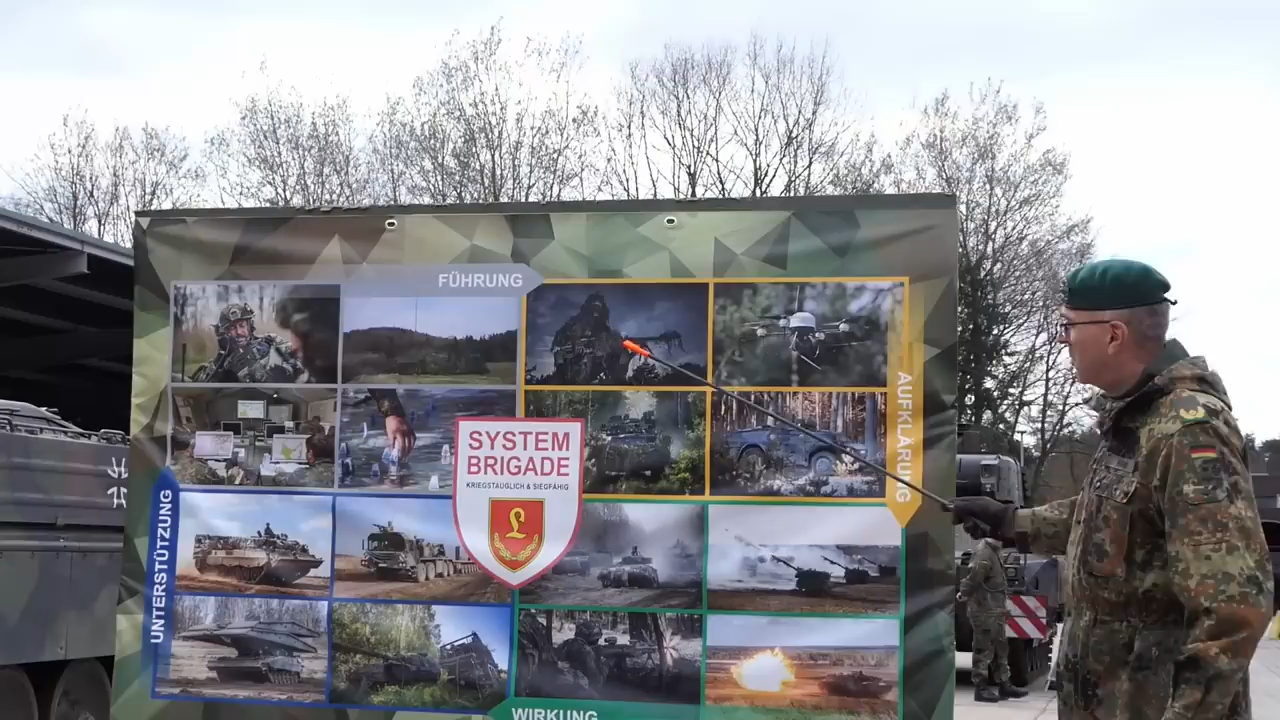 FÜHRUNG
AUFKLÄRUNG
SYSTEM
BRIGADE
KRIEGSTAUGLICH & SIEGFÄHIG
L
UNTERSTÜTZUNG
WIRKUNG